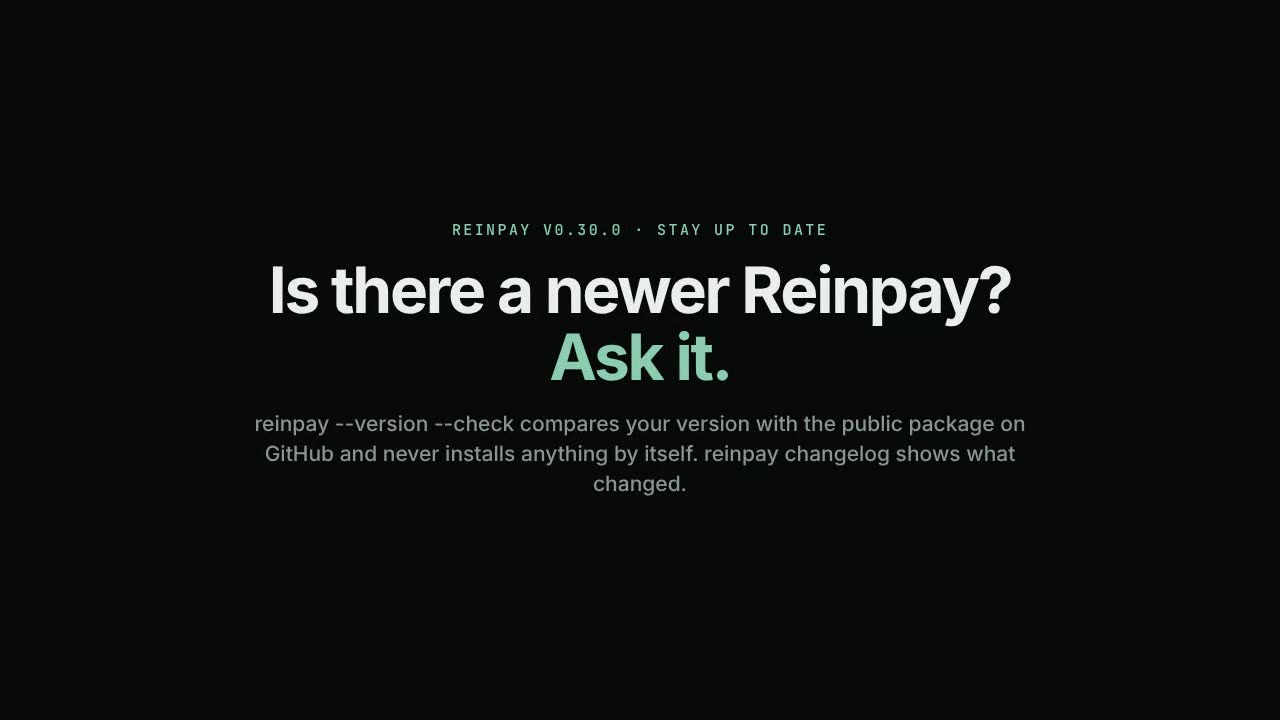 REINPAY V0.30.0 · STAY UP TO DATE
Is there a newer Reinpay?
Ask it.
reinpay --version --check compares your version with the public package on
GitHub and never installs anything by itself. reinpay changelog shows what
changed.